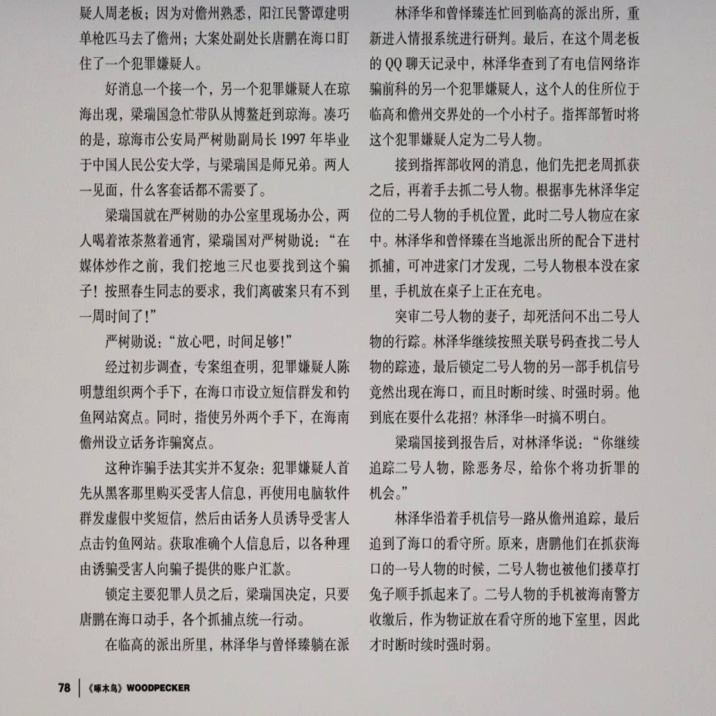 疑人周老板；因为对儋州熟悉，阳江民警谭建明
单枪匹马去了儋州；大案处副处长唐鹏在海口盯
住了一个犯罪嫌疑人。
好消息一个接一个，另一个犯罪嫌疑人在琼
海出现，梁瑞国急忙带队从博鳌赶到琼海。凑巧
的是，琼海市公安局严树勋副局长1997年毕业
于中国人民公安大学，与梁瑞国是师兄弟。两人
一见面，什么客套话都不需要了。
梁瑞国就在严树勋的办公室里现场办公，两
人喝着浓茶熬着通宵，梁瑞国对严树勋说：“在
媒体炒作之前，我们挖地三尺也要找到这个骗
子！按照春生同志的要求，我们离破案只有不到
一周时间了！”
严树勋说：“放心吧，时间足够！”
经过初步调查，专案组查明，犯罪嫌疑人陈
明慧组织两个手下，在海口市设立短信群发和钓
鱼网站窝点。同时，指使另外两个手下，在海南
儋州设立话务诈骗窝点。
这种诈骗手法其实并不复杂：犯罪嫌疑人首
先从黑客那里购买受害人信息，再使用电脑软件
群发虚假中奖短信，然后由话务人员诱导受害人
点击钓鱼网站。获取准确个人信息后，以各种理
由诱骗受害人向骗子提供的账户汇款。
锁定主要犯罪人员之后，梁瑞国决定，只要
唐鹏在海口动手，各个抓捕点统一行动。
在临高的派出所里，林泽华与曾怿臻躺在派
林泽华和曾怿臻连忙回到临高的派出所，重
新进入情报系统进行研判。最后，在这个周老板
的QQ聊天记录中，林泽华查到了有电信网络诈
骗前科的另一个犯罪嫌疑人，这个人的住所位于
临高和儋州交界处的一个小村子。指挥部暂时将
这个犯罪嫌疑人定为二号人物。
接到指挥部收网的消息，他们先把老周抓获
之后，再着手去抓二号人物。根据事先林泽华定
位的二号人物的手机位置，此时二号人物应在家
中。林泽华和曾怿臻在当地派出所的配合下进村
抓捕，可冲进家门才发现，二号人物根本没在家
里，手机放在桌子上正在充电。
突审二号人物的妻子，却死活问不出二号人
物的行踪。林泽华继续按照关联号码查找二号人
物的踪迹，最后锁定二号人物的另一部手机信号
竟然出现在海口，而且时断时续、时强时弱。他
到底在耍什么花招？林泽华一时搞不明白。
梁瑞国接到报告后，对林泽华说：“你继续
追踪二号人物，除恶务尽，给你个将功折罪的
机会。”
林泽华沿着手机信号一路从儋州追踪，最后
追到了海口的看守所。原来，唐鹏他们在抓获海
口的一号人物的时候，二号人物也被他们搂草打
兔子顺手抓起来了。二号人物的手机被海南警方
收缴后，作为物证放在看守所的地下室里，因此
才时断时续时强时弱。
78 《啄木鸟》WOODPECKER